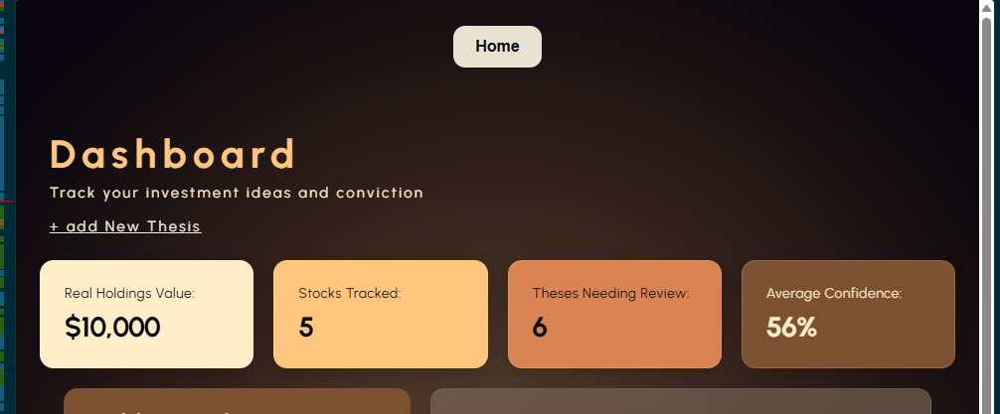 Home
Dashboard
Track your investment ideas and conviction
+ add New Thesis
Real Holdings Value:
$10,000
Stocks Tracked:
5
Theses Needing Review:
6
Average Confidence:
56%